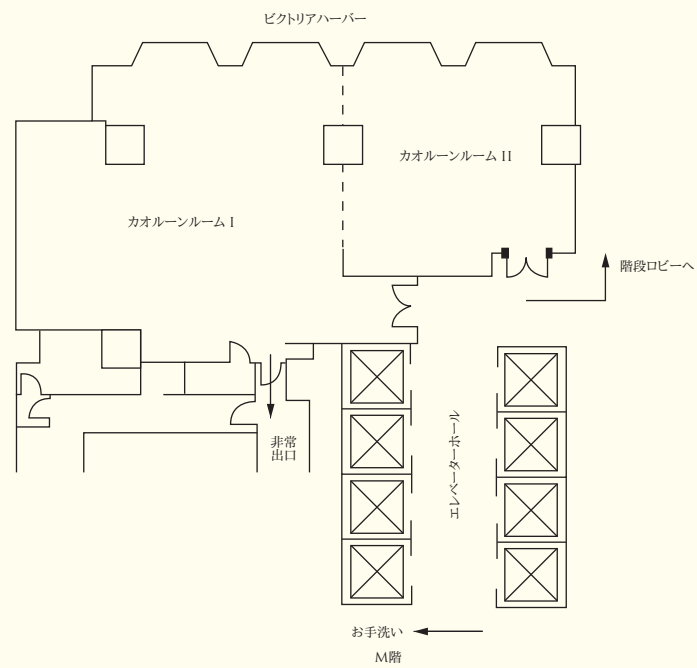 ビクトリアハーバー
カオルーンルーム II
カオルーンルーム I
階段ロビーへ
非常
出口
エレベーターホール
お手洗い
M階